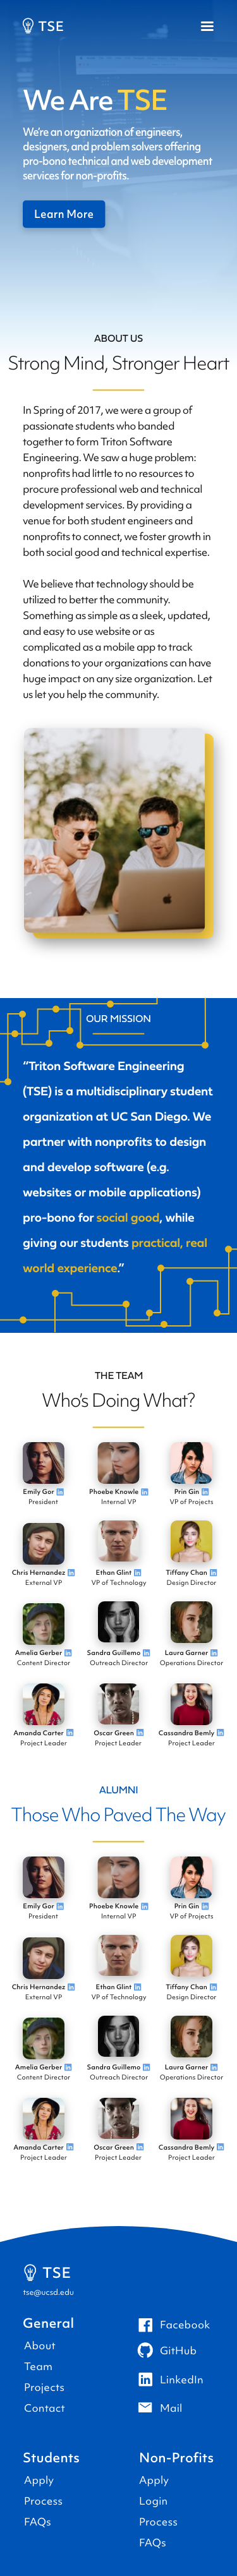 TSE
We Are TSE
We're an organization of engineers,
designers, and problem solvers offering
pro-bono technical and web development
services for non-profits.
Learn More
ABOUT US
Strong Mind, Stronger Heart
In Spring of 2017, we were a group of
passionate students who banded
together to form Triton Software
Engineering. We saw a huge problem:
nonprofits had little to no resources to
procure professional web and technical
development services. By providing a
venue for both student engineers and
nonprofits to connect, we foster growth in
both social good and technical expertise.
We believe that technology should be
utilized to better the community.
Something as simple as a sleek, updated,
and easy to use website or as
complicated as a mobile app to track
donations to your organizations can have
huge impact on any size organization. Let
us let you help the community.
OUR MISSION
“Triton Software Engineering
(TSE) is a multidisciplinary student
organization at UC San Diego. We
partner with nonprofits to design
and develop software (e.g.
websites or mobile applications)
pro-bono for social good, while
giving our students practical, real
world experience.”
THE TEAM
Who's Doing What?
Emily Gor in Phoebe Knowle in Prin Gin in
President Internal VP VP of Projects
Chris Hernandez in Ethan Glint in Tiffany Chan in
External VP VP of Technology Design Director
Amelia Gerber in Sandra Guillemo in Laura Garner in
Content Director Outreach Director Operations Director
Amanda Carter in Oscar Green in Cassandra Bemly in
Project Leader Project Leader Project Leader
ALUMNI
Those Who Paved The Way
Emily Gor in Phoebe Knowle in Prin Gin in
President Internal VP VP of Projects
Chris Hernandez in Ethan Glint in Tiffany Chan in
External VP VP of Technology Design Director
Amelia Gerber in Sandra Guillemo in Laura Garner in
Content Director Outreach Director Operations Director
Amanda Carter in Oscar Green in Cassandra Bemly in
Project Leader Project Leader Project Leader
TSE
tse@ucsd.edu
General
About
Team
Projects
Contact
Facebook
GitHub
LinkedIn
Mail
Students
Apply
Process
FAQs
Non-Profits
Apply
Login
Process
FAQs